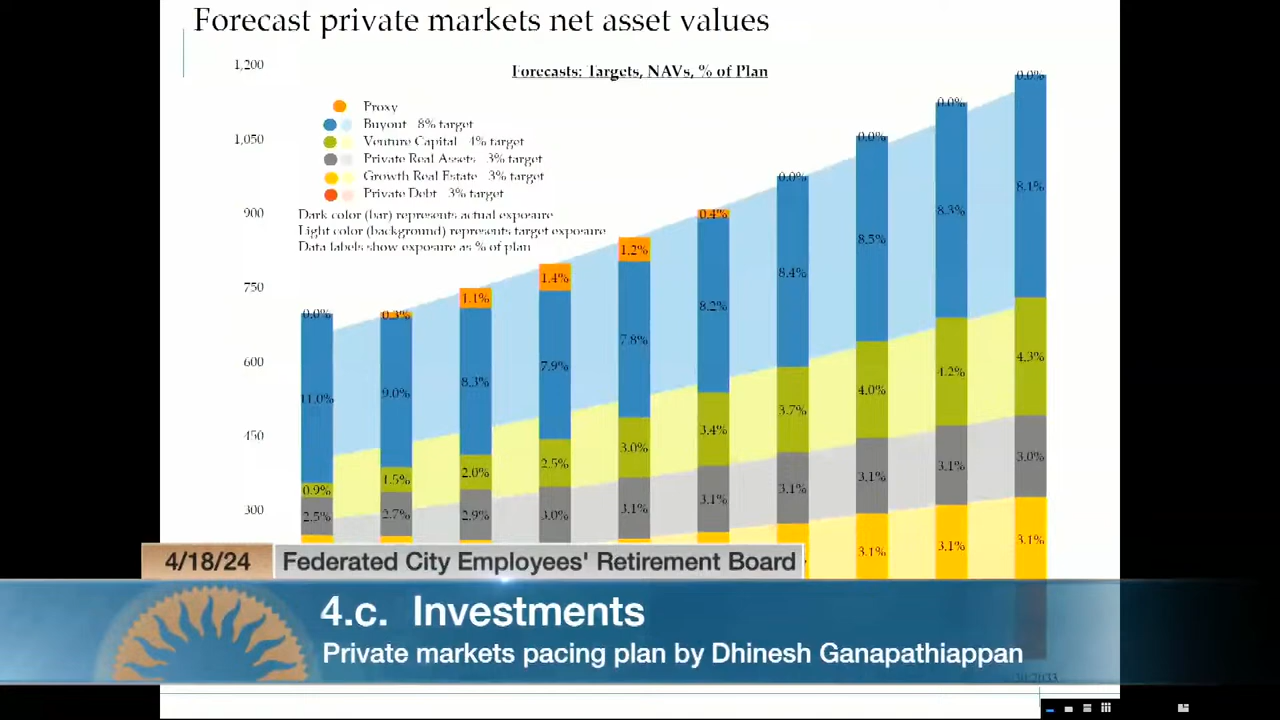 Forecast private markets net asset values
Forecasts: Targets, NAVs, % of Plan
1,200
1,050
900
750
600
450
300
Proxy
Buyout 8% target
Venture Capital 4% target
Private Real Assets 3% target
Growth Real Estate 3% target
Private Debt 3% target
Dark color (bar) represents actual exposure
Light color (background) represents target exposure
Data labels show exposure as % of plan
0.0% 0.3% 1.1% 1.4% 1.2% 0.4% 0.0% 0.0% 0.0% 0.0%
11.0% 9.0% 8.3% 7.9% 7.8% 8.2% 8.4% 8.5% 8.3% 8.1%
0.9% 1.5% 2.0% 2.5% 3.0% 3.4% 3.7% 4.0% 4.2% 4.3%
2.5% 2.7% 2.9% 3.0% 3.1% 3.1% 3.1% 3.1% 3.1% 3.0%
3.1% 3.1% 3.1%
4/18/24 Federated City Employees' Retirement Board
4.c. Investments
Private markets pacing plan by Dhinesh Ganapathiappan